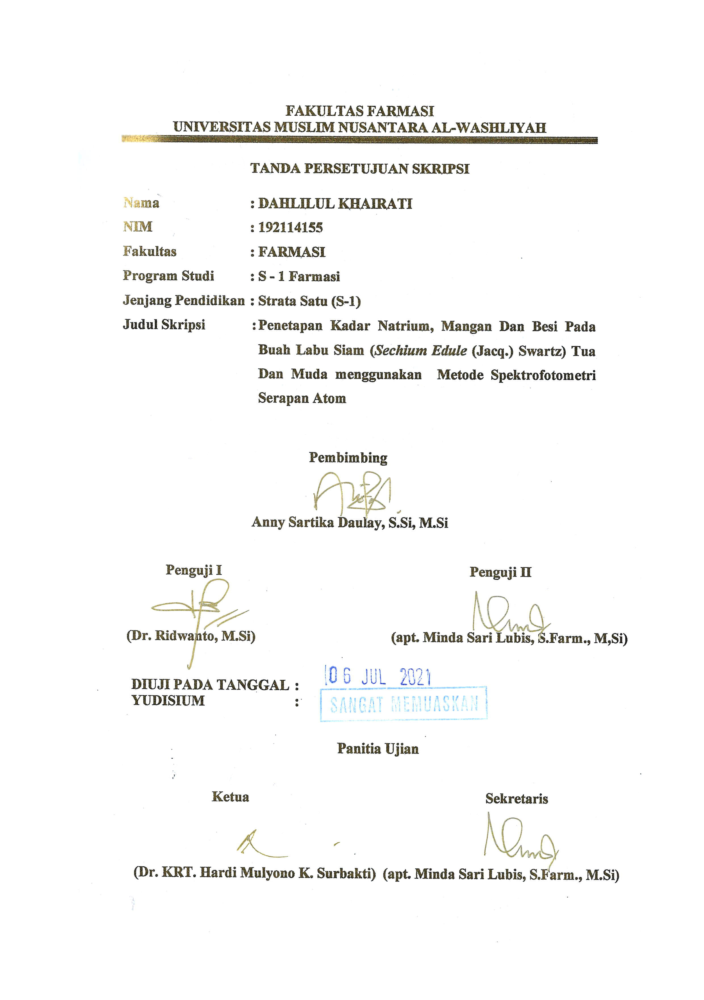 FAKULTAS FARMASI
UNIVERSITAS MUSLIM NUSANTARA AL-WASHLIYAH
TANDA PERSETUJUAN SKRIPSI
Nama : DAHLILUL KHAIRATI
NIM : 192114155
Fakultas : FARMASI
Program Studi : S - 1 Farmasi
Jenjang Pendidikan : Strata Satu (S-1)
Judul Skripsi : Penetapan Kadar Natrium, Mangan Dan Besi Pada
Buah Labu Siam (Sechium Edule (Jacq.) Swartz) Tua
Dan Muda menggunakan Metode Spektrofotometri
Serapan Atom
Pembimbing
Anny Sartika Daulay, S.Si, M.Si
Penguji I Penguji II
(Dr. Ridwanto, M.Si) (apt. Minda Sari Lubis, S.Farm., M,Si)
DIUJI PADA TANGGAL : 06 JUL 2021
YUDISIUM : SANGAT MEMUASKAN
Panitia Ujian
Ketua Sekretaris
(Dr. KRT. Hardi Mulyono K. Surbakti) (apt. Minda Sari Lubis, S.Farm., M.Si)